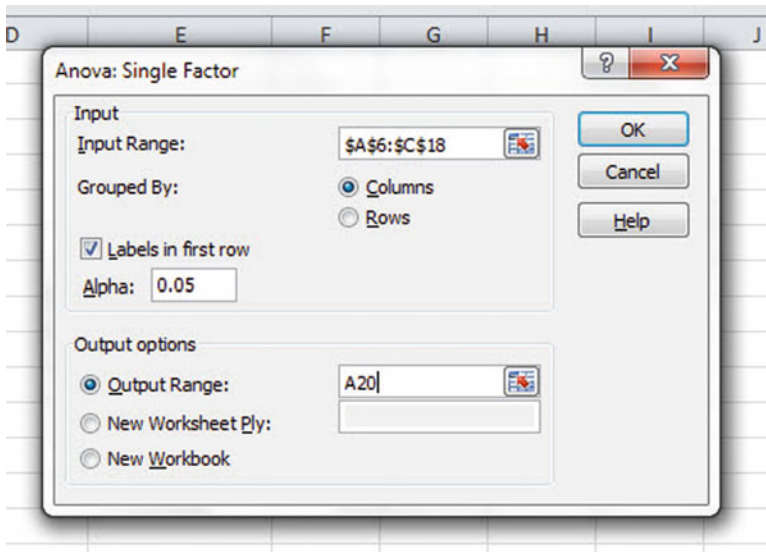 D E F G H I J
Anova: Single Factor
Input
Input Range: $A$6:$C$18
Grouped By: Columns
Rows
Labels in first row
Alpha: 0.05
OK
Cancel
Help
Output options
Output Range: A20
New Worksheet Ply:
New Workbook